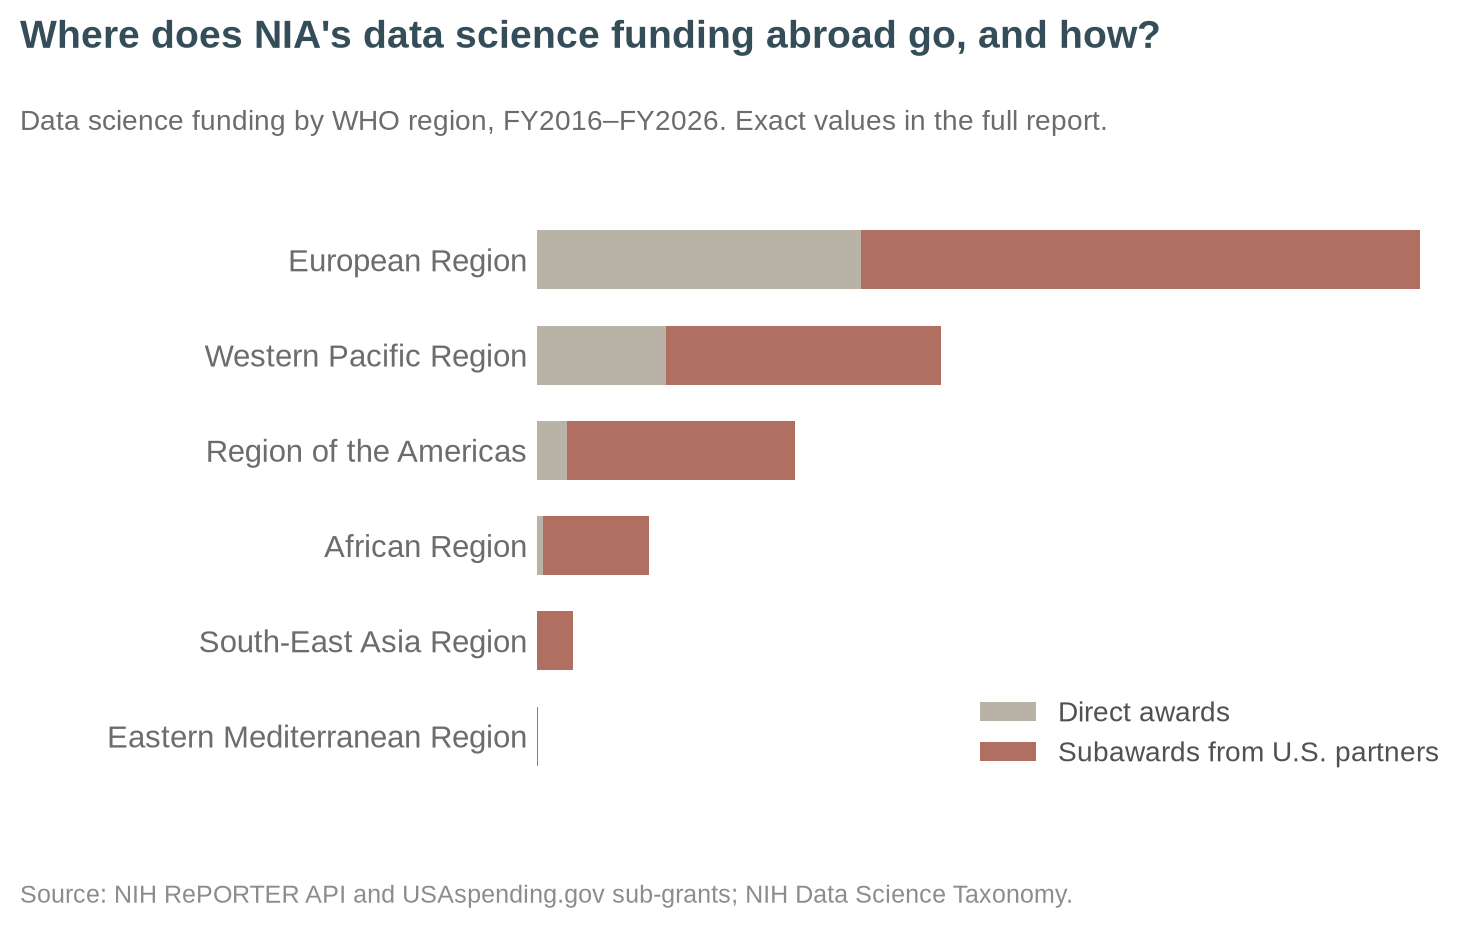 Where does NIA's data science funding abroad go, and how?
Data science funding by WHO region, FY2016–FY2026. Exact values in the full report.
European Region
Western Pacific Region
Region of the Americas
African Region
South-East Asia Region
Eastern Mediterranean Region
Direct awards
Subawards from U.S. partners
Source: NIH RePORTER API and USAspending.gov sub-grants; NIH Data Science Taxonomy.